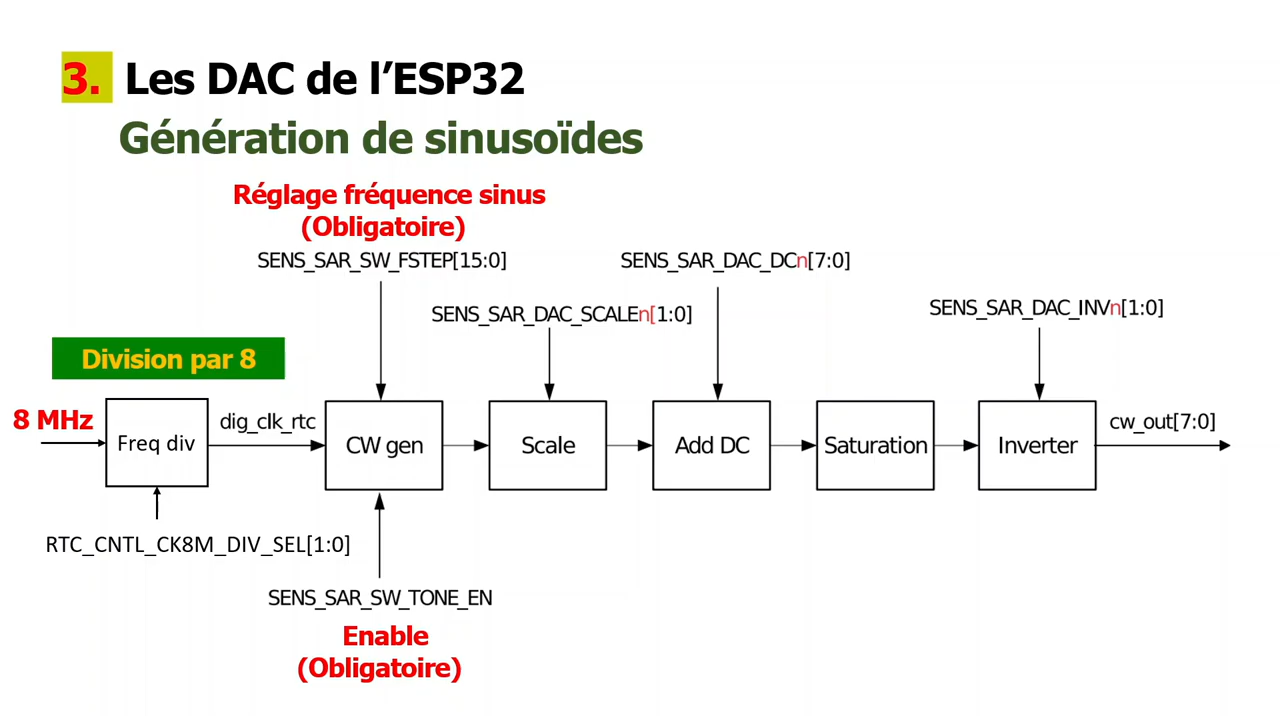 3. Les DAC de l’ESP32
Génération de sinusoïdes
Réglage fréquence sinus
(Obligatoire)
SENS_SAR_SW_FSTEP[15:0]
SENS_SAR_DAC_DCn[7:0]
SENS_SAR_DAC_SCALEn[1:0]
SENS_SAR_DAC_INVn[1:0]
Division par 8
8 MHz
Freq div
dig_clk_rtc
CW gen
Scale
Add DC
Saturation
Inverter
cw_out[7:0]
RTC_CNTL_CK8M_DIV_SEL[1:0]
SENS_SAR_SW_TONE_EN
Enable
(Obligatoire)